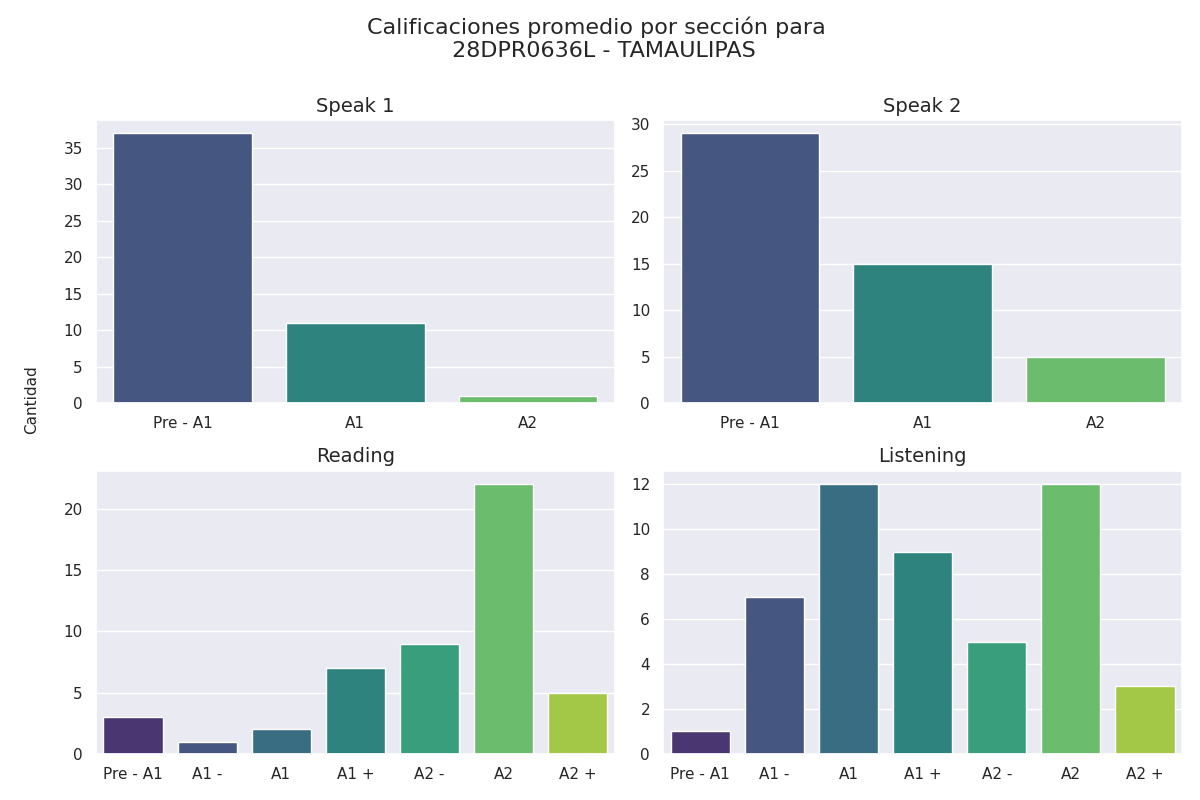 Calificaciones promedio por sección para
28DPR0636L - TAMAULIPAS
Speak 1
35
30
25
20
15
10
5
0
Pre - A1 A1 A2
Speak 2
30
25
20
15
10
5
0
Pre - A1 A1 A2
Cantidad
Reading
20
15
10
5
0
Pre - A1 A1 - A1 A1 + A2 - A2 A2 +
Listening
12
10
8
6
4
2
0
Pre - A1 A1 - A1 A1 + A2 - A2 A2 +